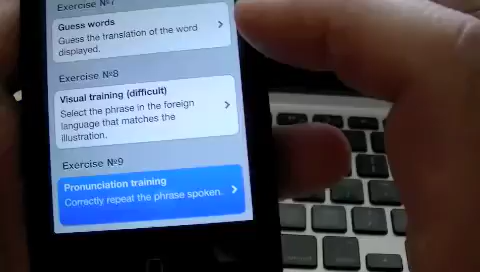 Exercise №7
Guess words
Guess the translation of the word
displayed.
Exercise №8
Visual training (difficult)
Select the phrase in the foreign
language that matches the
illustration.
Exercise №9
Pronunciation training
Correctly repeat the phrase spoken.